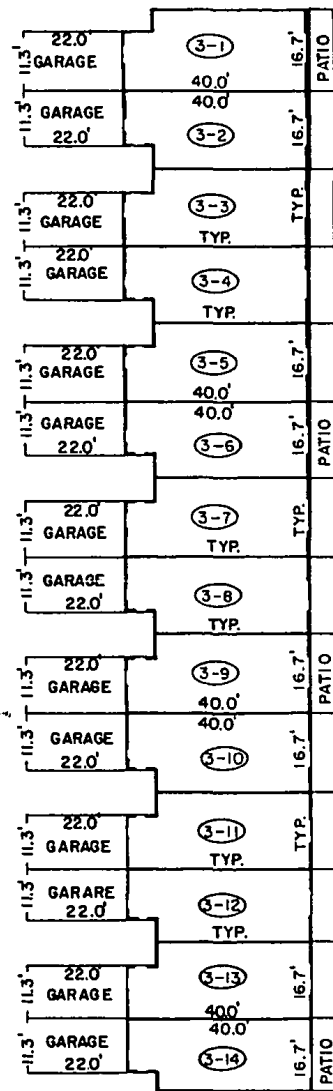 22.0' 3-1 16.7' PATIO
11.3' GARAGE
40.0'
40.0'
GARAGE
11.3' 22.0' 3-2 16.7'
22.0' 3-3 TYP.
11.3' GARAGE TYP.
22.0'
11.3' GARAGE 3-4
TYP.
22.0' 3-5 16.7'
11.3' GARAGE
40.0'
40.0'
GARAGE 3-6 16.7' PATIO
11.3' 22.0'
22.0' 3-7 TYP.
11.3' GARAGE TYP.
GARAGE 3-8
11.3' 22.0' TYP.
22.0' 3-9 16.7' PATIO
11.3' GARAGE
40.0'
40.0'
GARAGE 3-10 16.7'
11.3' 22.0'
22.0' 3-11 TYP.
11.3' GARAGE TYP.
GARARE 3-12
11.3' 22.0' TYP.
22.0' 3-13 16.7'
11.3' GARAGE
40.0'
40.0'
GARAGE 3-14 16.7' PATIO
11.3' 22.0'